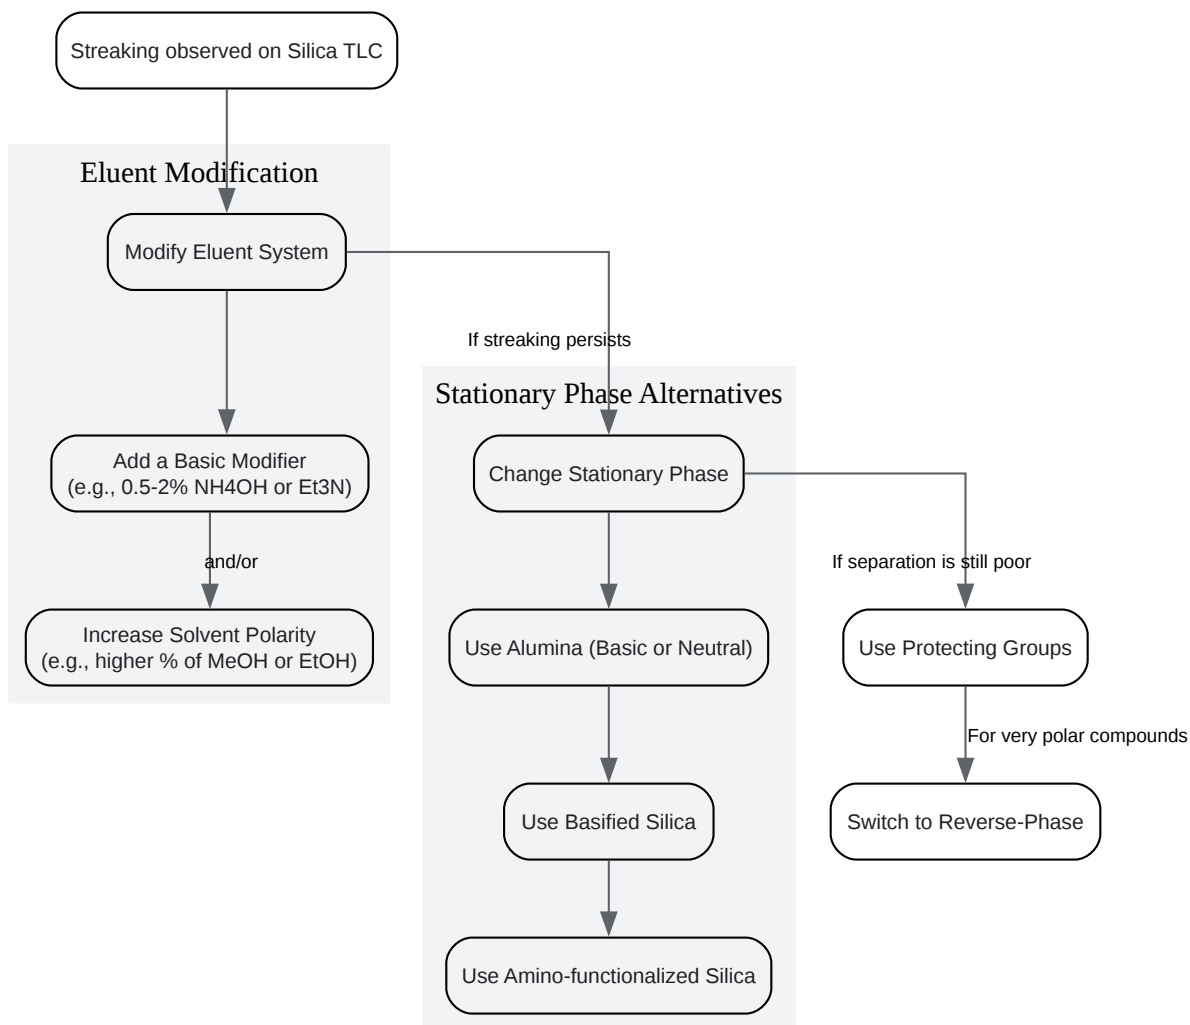 Streaking observed on Silica TLC
Eluent Modification
Modify Eluent System
If streaking persists
Stationary Phase Alternatives
Add a Basic Modifier
(e.g., 0.5-2% NH4OH or Et3N)
Change Stationary Phase
and/or
If separation is still poor
Increase Solvent Polarity
(e.g., higher % of MeOH or EtOH)
Use Alumina (Basic or Neutral)
Use Protecting Groups
For very polar compounds
Use Basified Silica
Switch to Reverse-Phase
Use Amino-functionalized Silica